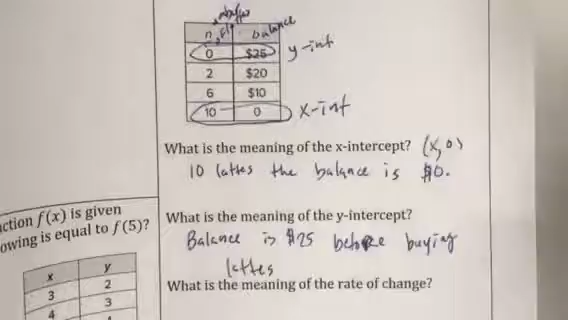 balance
0 $25 y-int
2 $20
6 $10
10 0 x-int
What is the meaning of the x-intercept? (x, 0)
10 lattes the balance is $0.
What is the meaning of the y-intercept?
Balance is $25 before buying
lattes
What is the meaning of the rate of change?
ction f(x) is given
owing is equal to f(5)?
x y
3 2
4 3